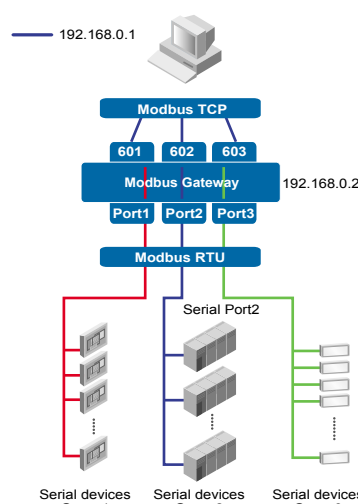 192.168.0.1
Modbus TCP
601 602 603
Modbus Gateway
192.168.0.2
Port1 Port2 Port3
Modbus RTU
Serial Port2
Serial devices Serial devices Serial devices